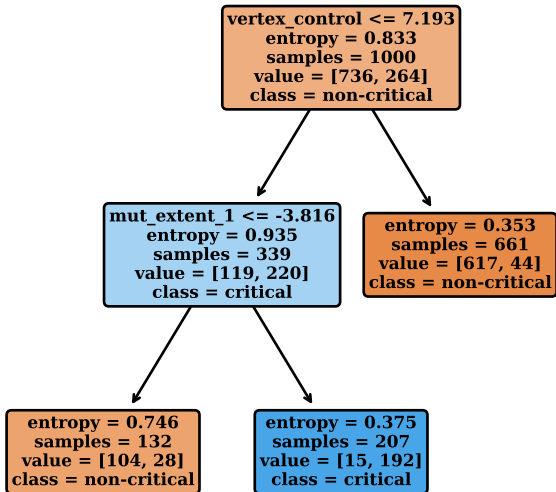 vertex_control <= 7.193
entropy = 0.833
samples = 1000
value = [736, 264]
class = non-critical
mut_extent_1 <= -3.816
entropy = 0.935
samples = 339
value = [119, 220]
class = critical
entropy = 0.353
samples = 661
value = [617, 44]
class = non-critical
entropy = 0.746
samples = 132
value = [104, 28]
class = non-critical
entropy = 0.375
samples = 207
value = [15, 192]
class = critical